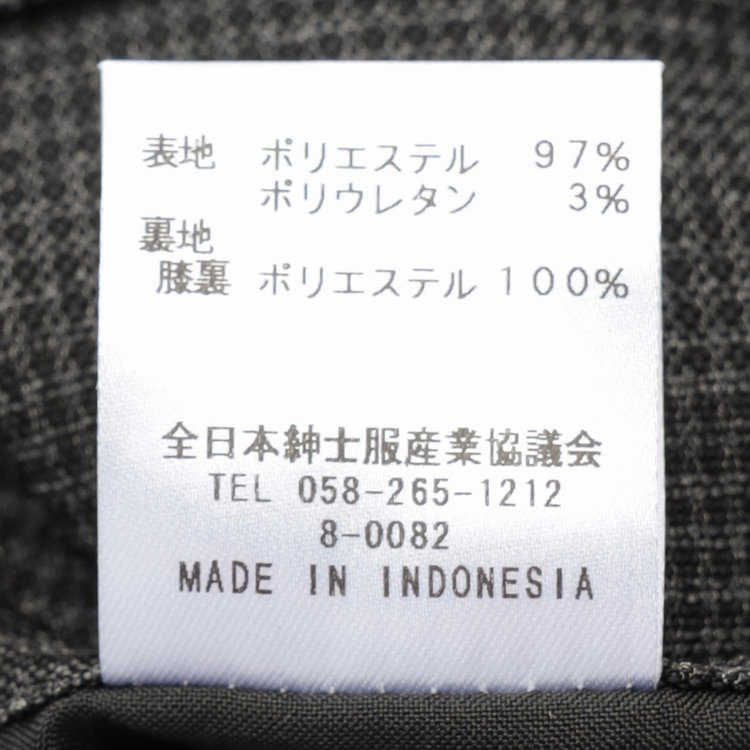 表地 ポリエステル 97%
ポリウレタン 3%
裏地
膝裏 ポリエステル 100%
全日本紳士服産業協議会
TEL 058-265-1212
8-0082
MADE IN INDONESIA